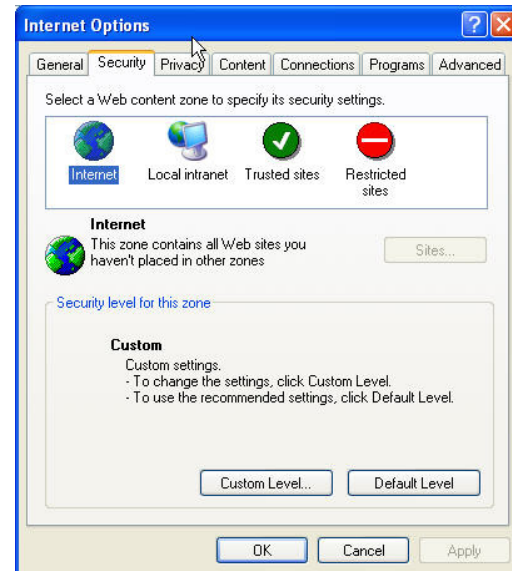 Internet Options
General Security Privacy Content Connections Programs Advanced
Select a Web content zone to specify its security settings.
Internet Local intranet Trusted sites Restricted
sites
Internet
This zone contains all Web sites you
haven't placed in other zones
Sites...
Security level for this zone
Custom
Custom settings.
- To change the settings, click Custom Level.
- To use the recommended settings, click Default Level.
Custom Level... Default Level
OK Cancel Apply